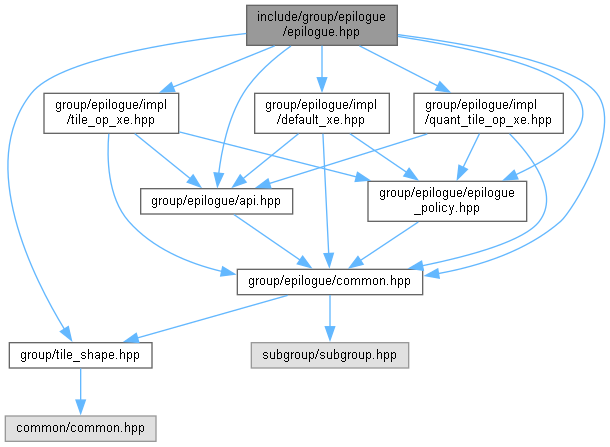 include/group/epilogue
/epilogue.hpp
group/epilogue/impl
/tile_op_xe.hpp
group/epilogue/impl
/default_xe.hpp
group/epilogue/impl
/quant_tile_op_xe.hpp
group/epilogue/api.hpp
group/epilogue/epilogue
_policy.hpp
group/epilogue/common.hpp
group/tile_shape.hpp
subgroup/subgroup.hpp
common/common.hpp